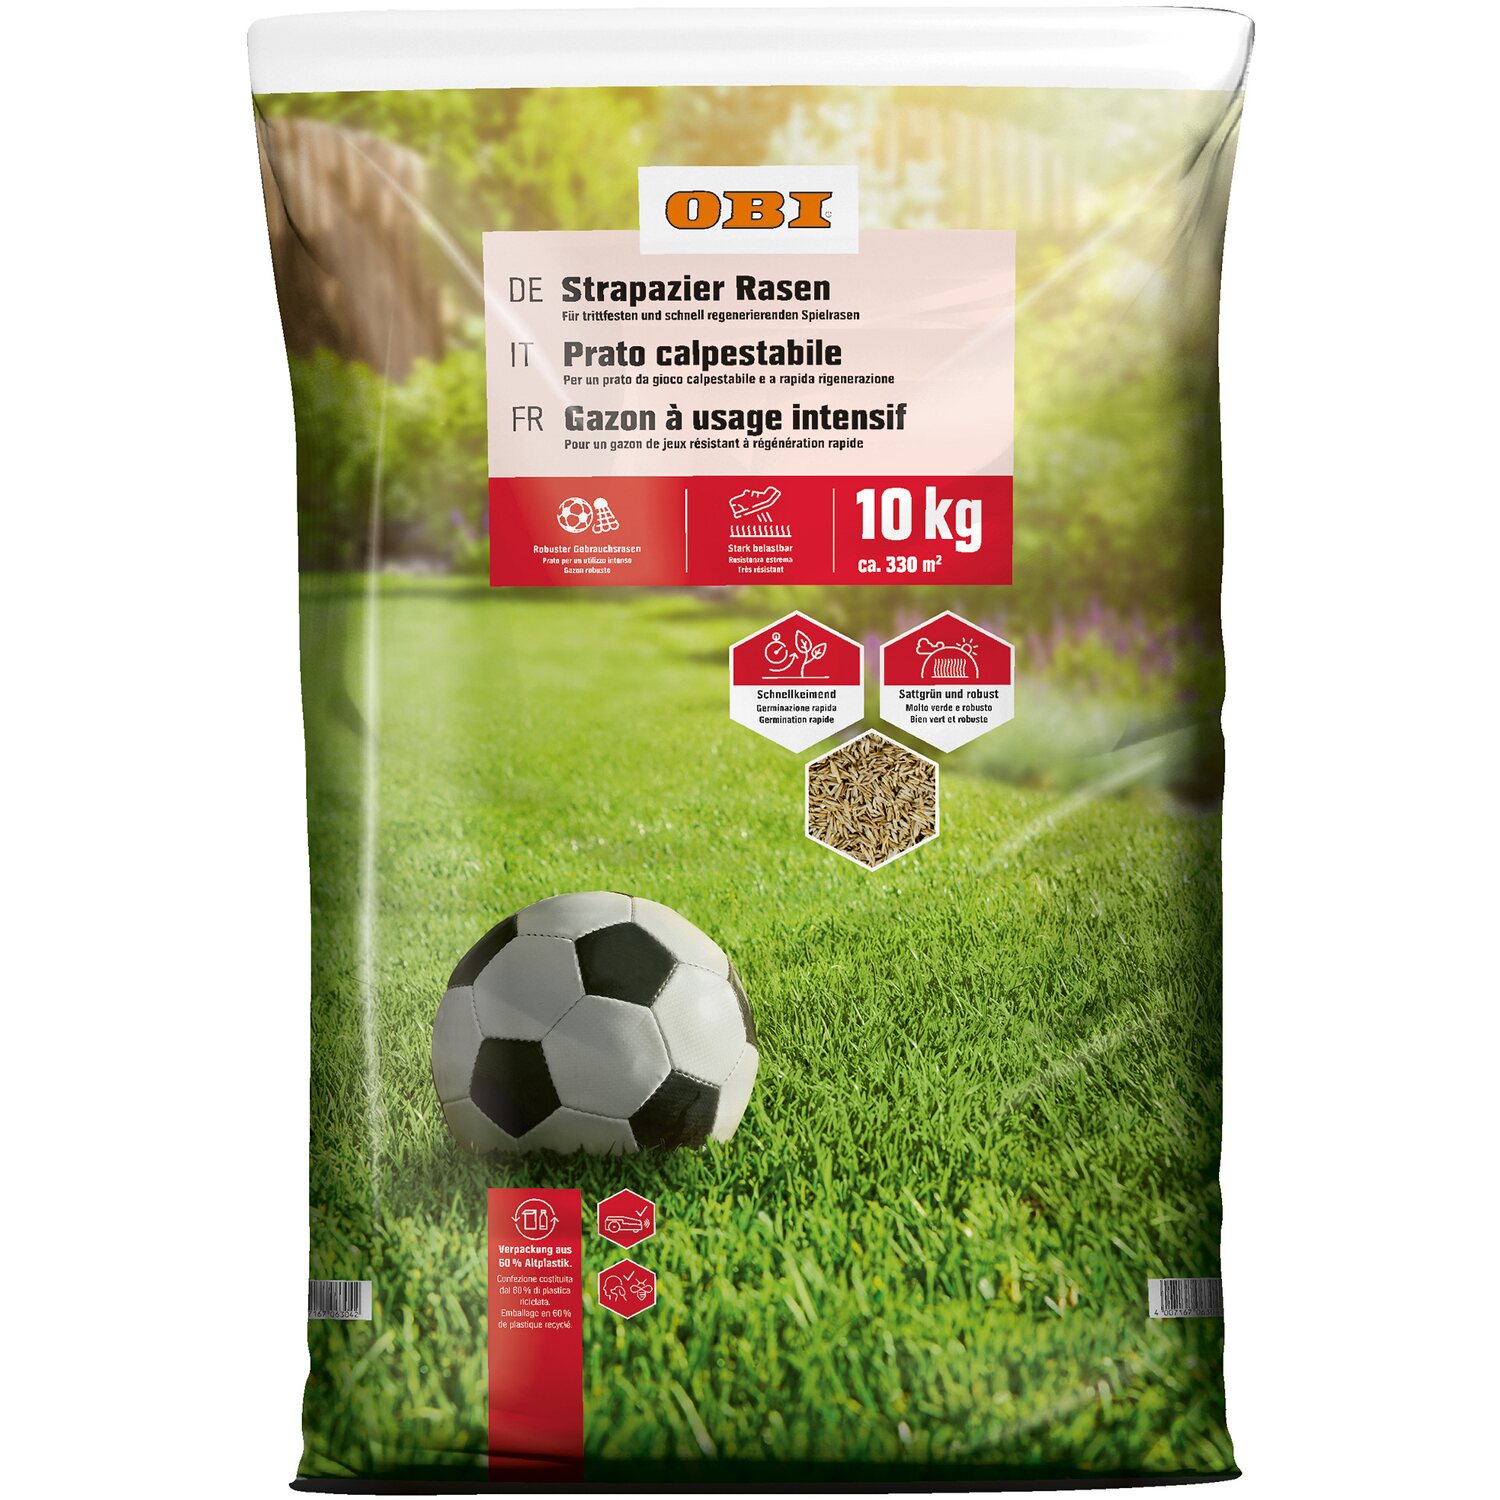 OBI
DE Strapazier Rasen
Für trittfesten und schnell regenerierenden Spielrasen
IT Prato calpestabile
Per un prato da gioco calpestabile e a rapida rigenerazione
FR Gazon à usage intensif
Pour un gazon de jeux résistant à régénération rapide
Robuster Gebrauchsrasen
Prato per un utilizzo intenso
Gazon robuste
Stark belastbar
Resistenza estrema
Très résistant
10 kg
ca. 330 m²
Schnellkeimend
Germinazione rapida
Germination rapide
Sattgrün und robust
Molto verde e robusto
Bien vert et robuste
Verpackung aus
60 % Altplastik.
Confezione costituita
dal 60 % di plastica
riciclata.
Emballage en 60 %
de plastique recyclé.